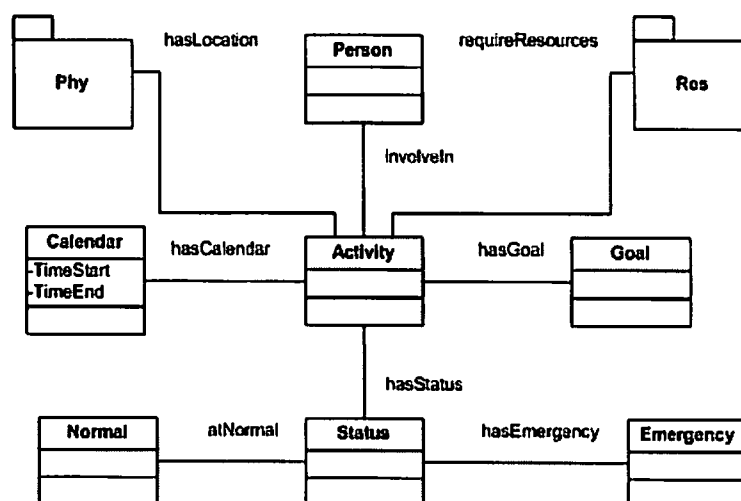 hasLocation
Person
requireResources
Phy
Res
InvolveIn
Calendar
-TimeStart
-TimeEnd
hasCalendar
Activity
hasGoal
Goal
hasStatus
Normal
atNormal
Status
hasEmergency
Emergency